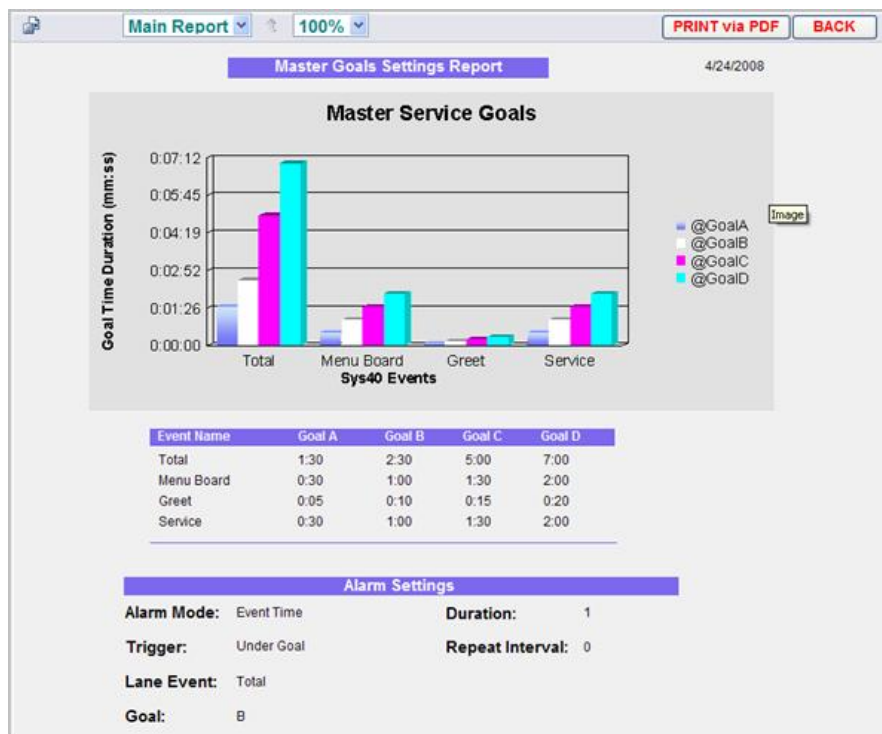 Main Report 100% PRINT via PDF BACK
Master Goals Settings Report 4/24/2008
Master Service Goals
Goal Time Duration (mm:ss)
0:07:12
0:05:45
0:04:19
0:02:52
0:01:26
0:00:00
Total Menu Board Greet Service
Sys40 Events
@GoalA
@GoalB
@GoalC
@GoalD
Image
Event Name Goal A Goal B Goal C Goal D
Total 1:30 2:30 5:00 7:00
Menu Board 0:30 1:00 1:30 2:00
Greet 0:05 0:10 0:15 0:20
Service 0:30 1:00 1:30 2:00
Alarm Settings
Alarm Mode: Event Time Duration: 1
Trigger: Under Goal Repeat Interval: 0
Lane Event: Total
Goal: B